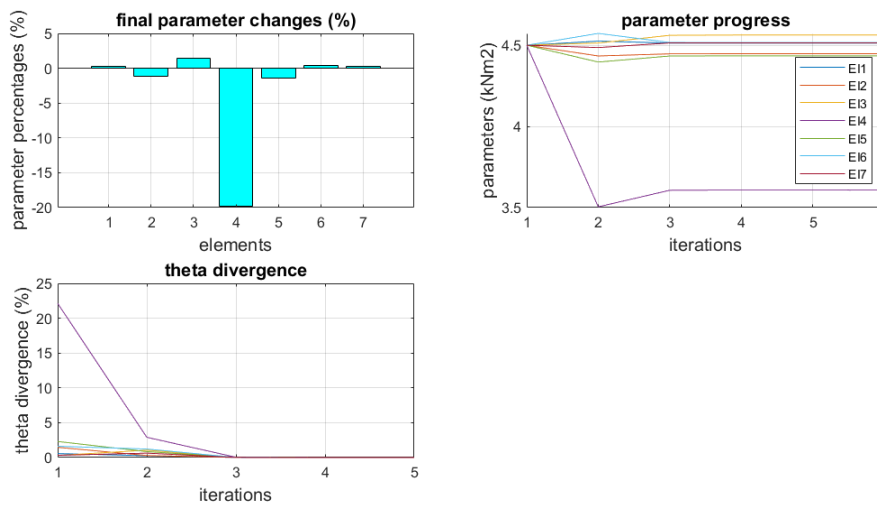 final parameter changes (%)
parameter percentages (%)
5
0
-5
-10
-15
-20
1 2 3 4 5 6 7
elements
parameter progress
parameters (kNm2)
4.5
4
3.5
EI1
EI2
EI3
EI4
EI5
EI6
EI7
1 2 3 4 5
iterations
theta divergence
theta divergence (%)
25
20
15
10
5
0
1 2 3 4 5
iterations